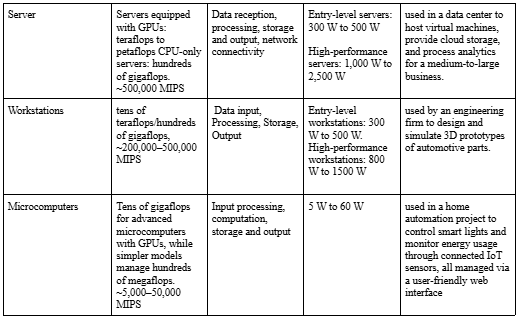 Server
Servers equipped
with GPUs:
teraflops to
petaflops CPU-only
servers: hundreds
of gigaflops.
~500,000 MIPS
Data reception,
processing, storage
and output, network
connectivity
Entry-level servers:
300 W to 500 W
High-performance
servers: 1,000 W to
2,500 W
used in a data center to
host virtual machines,
provide cloud storage,
and process analytics
for a medium-to-large
business.
Workstations
tens of
teraflops/hundreds
of gigaflops,
~200,000–500,000
MIPS
Data input,
Processing, Storage,
Output
Entry-level
workstations: 300
W to 500 W.
High-performance
workstations: 800
W to 1500 W
used by an engineering
firm to design and
simulate 3D prototypes
of automotive parts.
Microcomputers
Tens of gigaflops
for advanced
microcomputers
with GPUs, while
simpler models
manage hundreds
of megaflops.
~5,000–50,000
MIPS
Input processing,
computation,
storage and output
5 W to 60 W
used in a home
automation project to
control smart lights and
monitor energy usage
through connected IoT
sensors, all managed via
a user-friendly web
interface